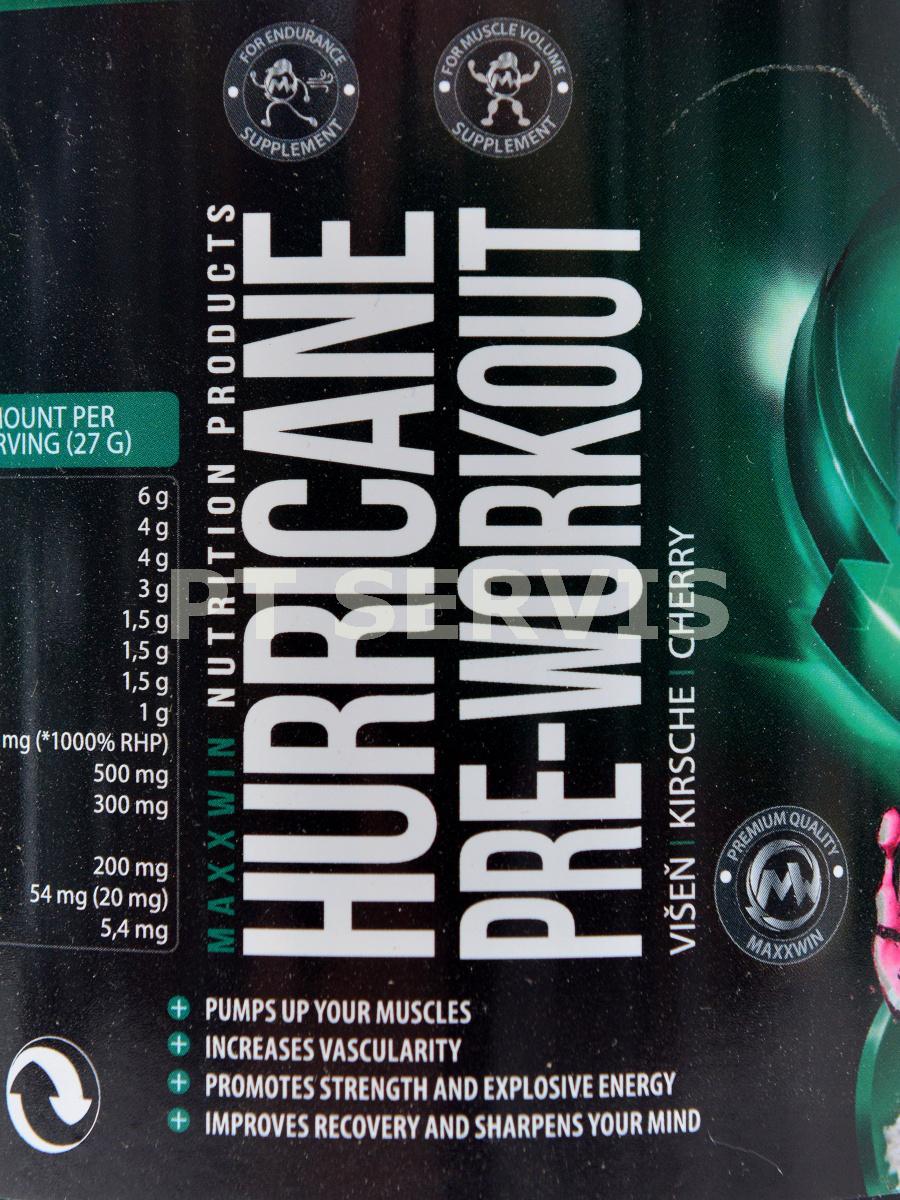 FOR ENDURANCE
SUPPLEMENT
FOR MUSCLE VOLUME
SUPPLEMENT
MAXXWIN NUTRITION PRODUCTS
HURRICANE
PRE-WORKOUT
VIŠEŇ | KIRSCHE | CHERRY
PREMIUM QUALITY
MAXXWIN
(27 G)
6 g
4 g
4 g
3 g
1,5 g
1,5 g
1,5 g
1 g
mg (*1000% RHP)
500 mg
300 mg
200 mg
54 mg (20 mg)
5,4 mg
PT SERVIS
PUMPS UP YOUR MUSCLES
INCREASES VASCULARITY
PROMOTES STRENGTH AND EXPLOSIVE ENERGY
IMPROVES RECOVERY AND SHARPENS YOUR MIND